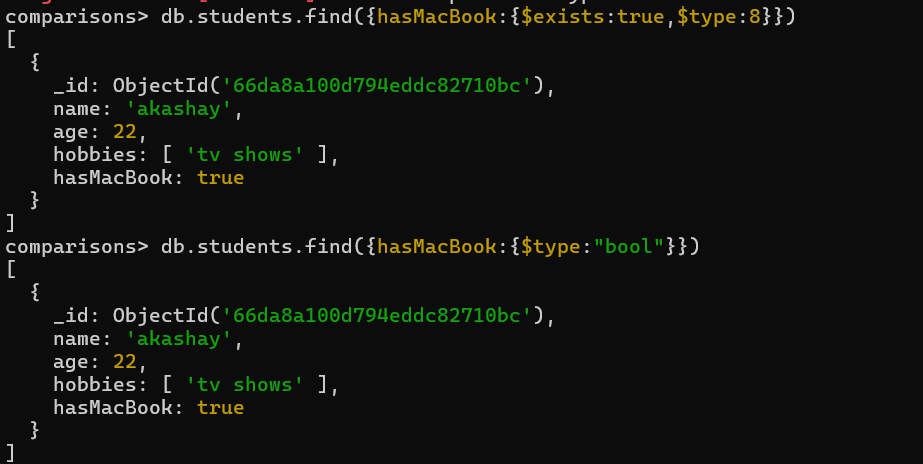 comparisons> db.students.find({hasMacBook:{$exists:true,$type:8}})
[
  {
    _id: ObjectId('66da8a100d794eddc82710bc'),
    name: 'akashay',
    age: 22,
    hobbies: [ 'tv shows' ],
    hasMacBook: true
  }
]
comparisons> db.students.find({hasMacBook:{$type:"bool"}})
[
  {
    _id: ObjectId('66da8a100d794eddc82710bc'),
    name: 'akashay',
    age: 22,
    hobbies: [ 'tv shows' ],
    hasMacBook: true
  }
]